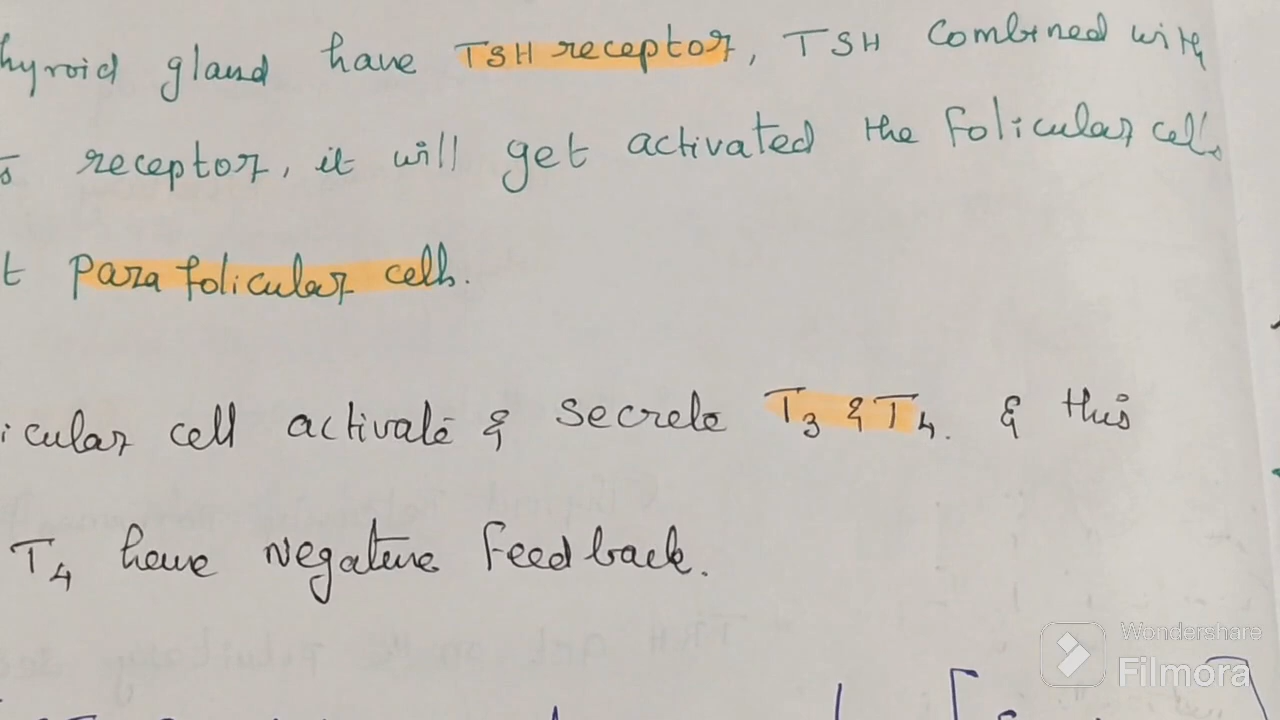 hyroid gland have TSH receptor, TSH combined with
receptor, it will get activated the folicular cells
t para folicular cells.
icular cell activate & secrete T3 & T4. & this
T4 have Negative feedback.
Wondershare
Filmora